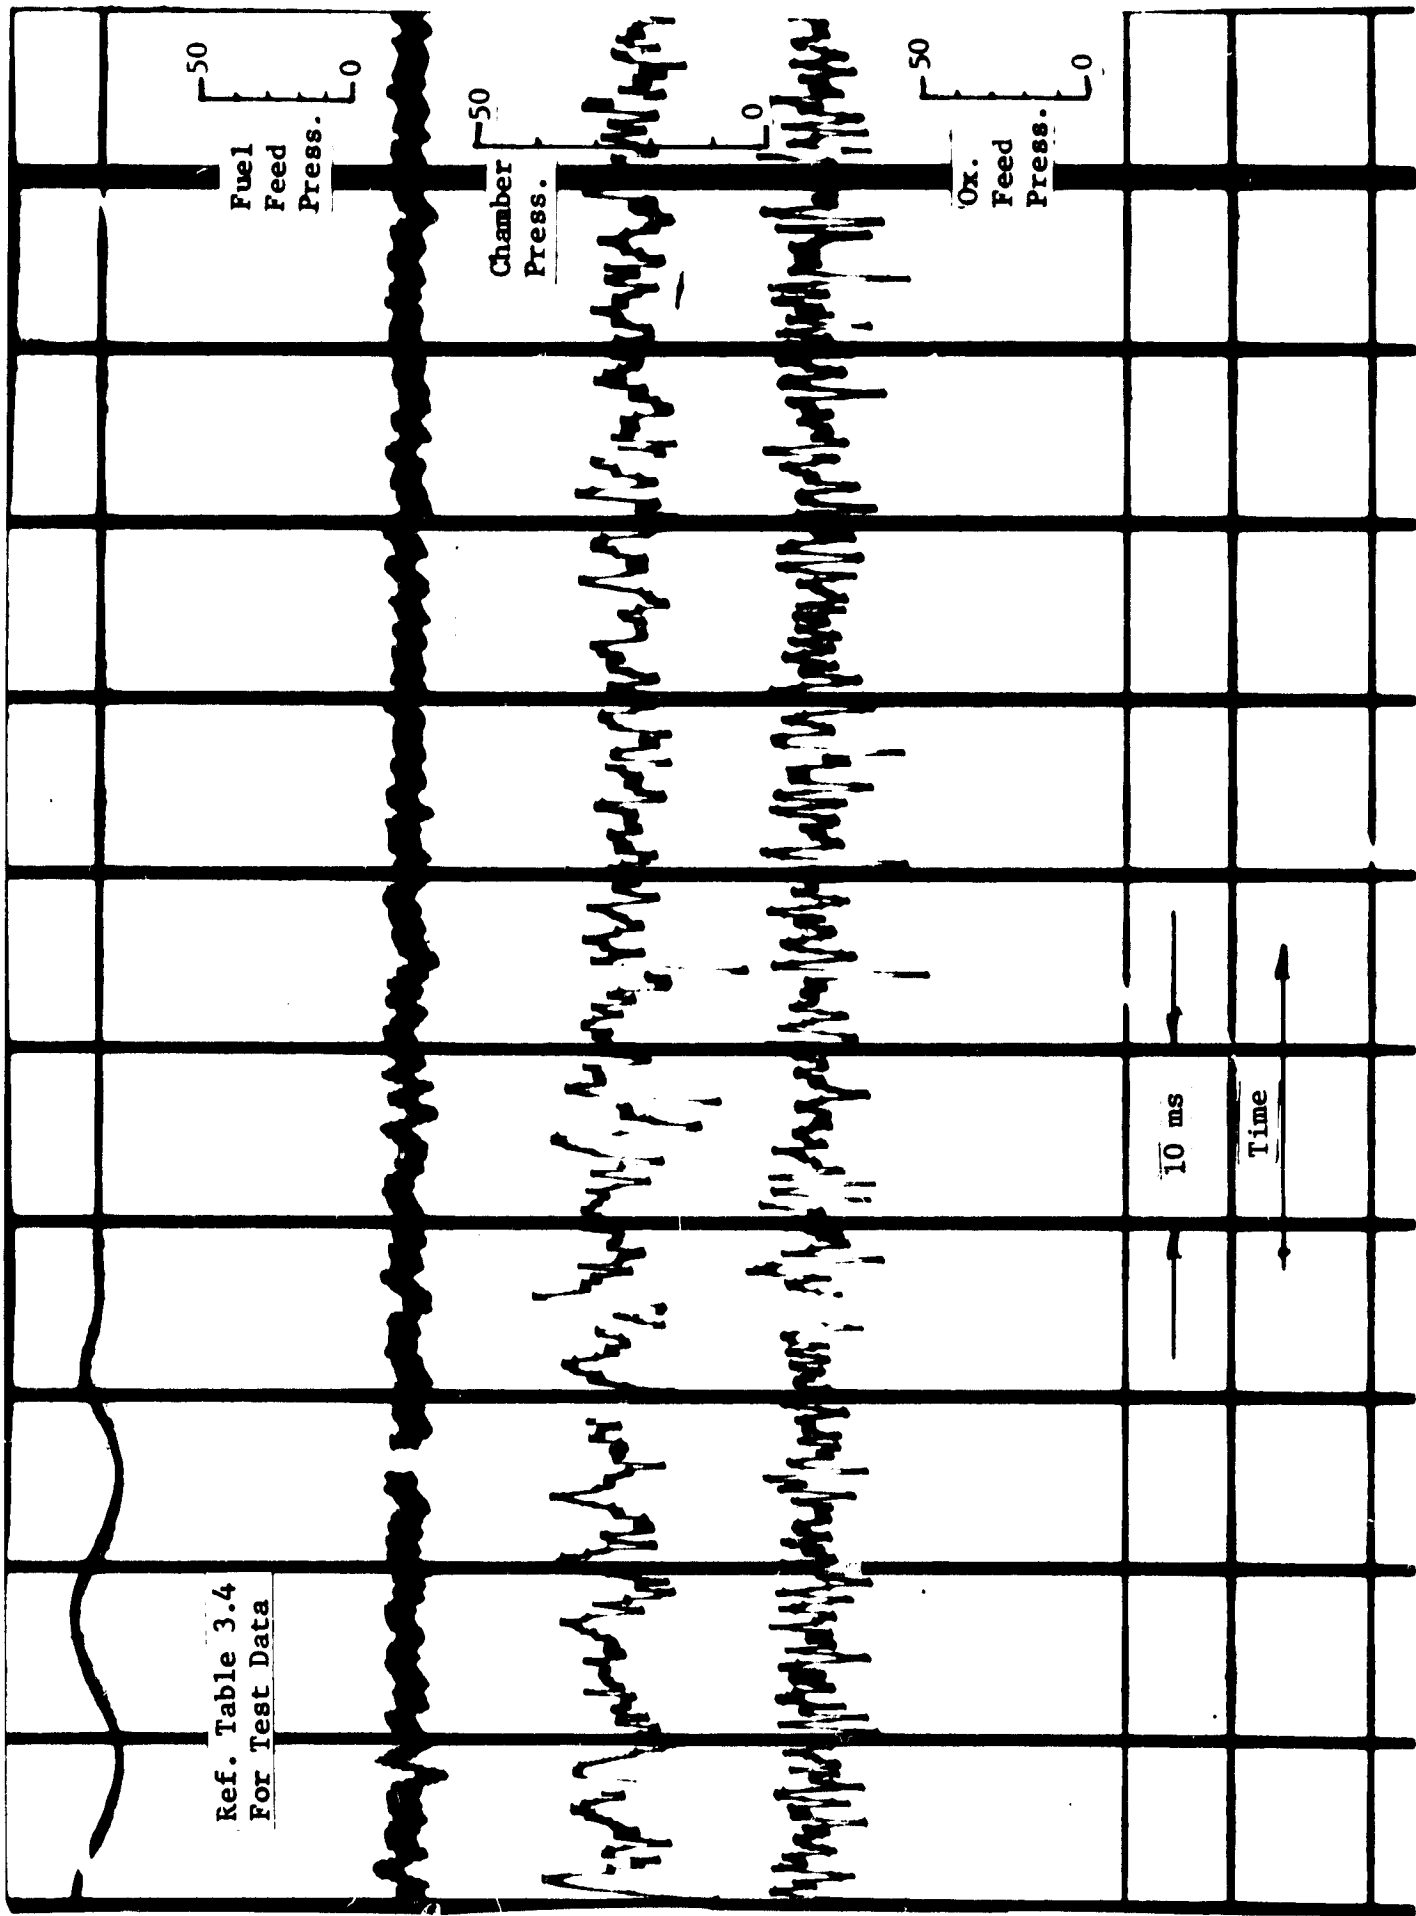 Ref. Table 3.4
For Test Data
50
0
Fuel
Feed
Press.
50
0
Chamber
Press.
50
0
Ox.
Feed
Press.
10 ms
Time